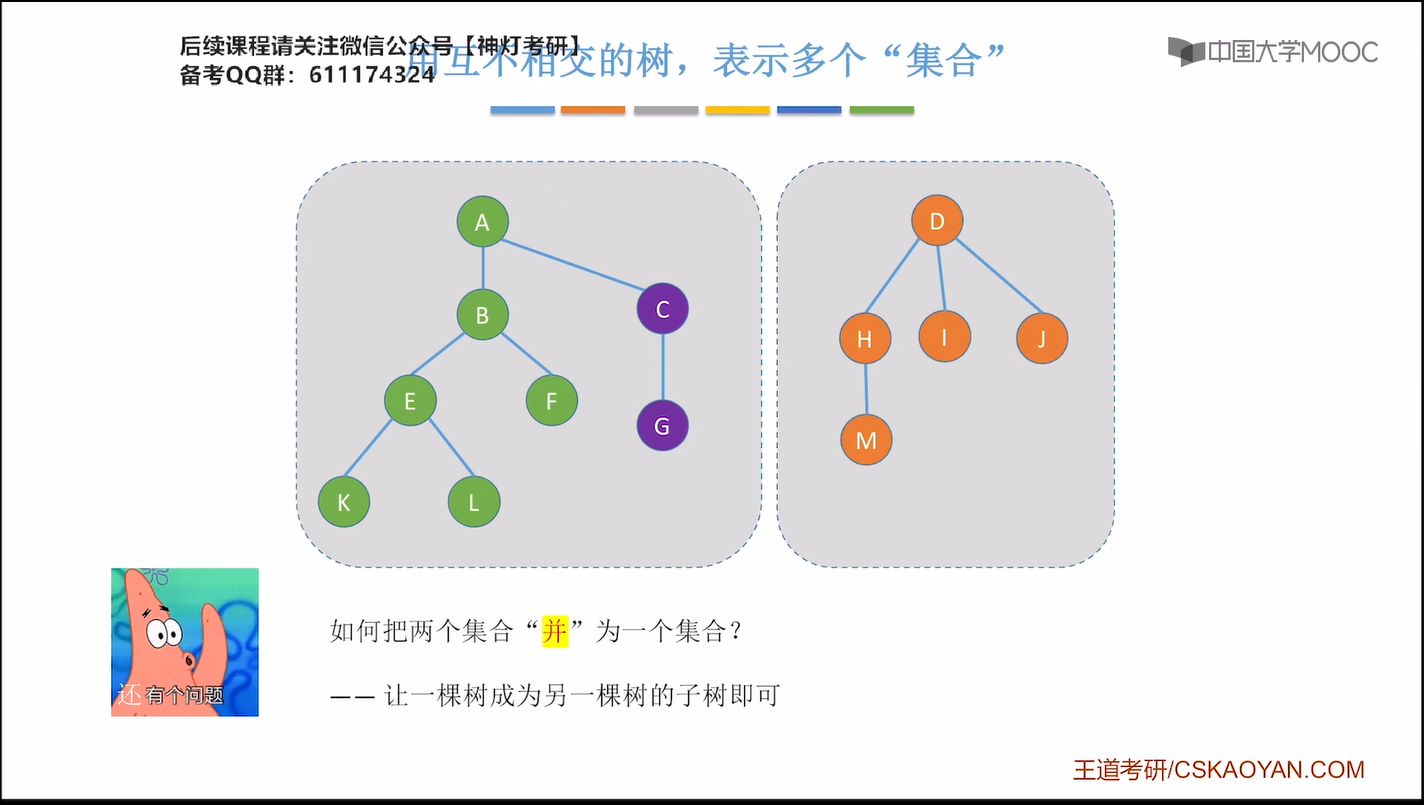 后续课程请关注微信公众号【神灯考研】
备考QQ群：611174324
用互不相交的树，表示多个“集合”
中国大学MOOC
A
D
B
C
H
I
J
E
F
G
M
K
L
如何把两个集合“并”为一个集合？
—— 让一棵树成为另一棵树的子树即可
还有个问题
王道考研/CSKAOYAN.COM